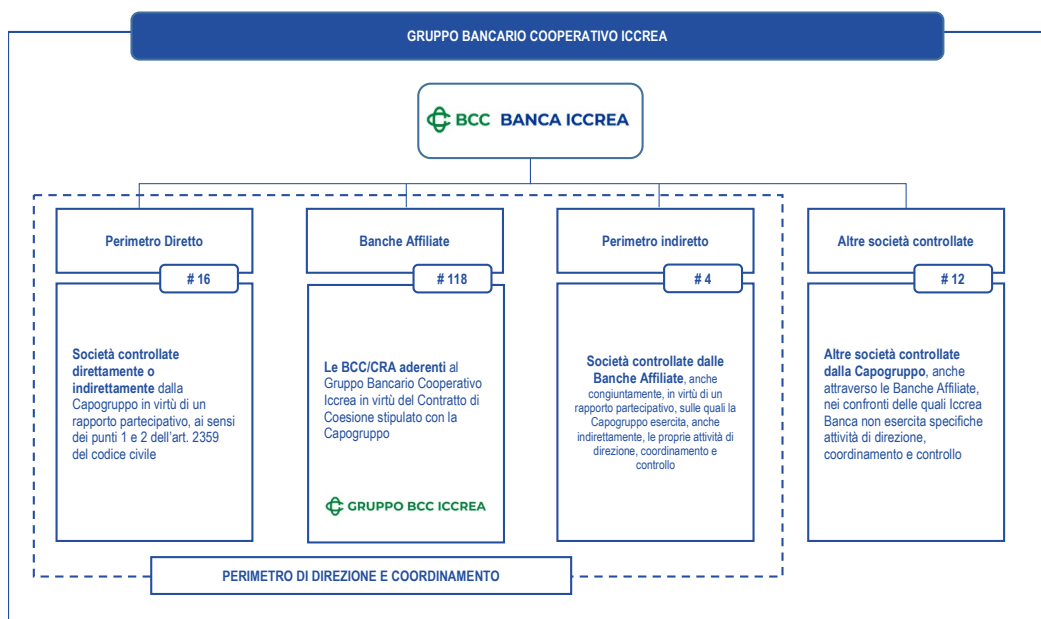 GRUPPO BANCARIO COOPERATIVO ICCREA
BCC BANCA ICCREA
Perimetro Diretto
# 16
Società controllate
direttamente o
indirettamente dalla
Capogruppo in virtù di un
rapporto partecipativo, ai sensi
dei punti 1 e 2 dell'art. 2359
del codice civile
Banche Affiliate
# 118
Le BCC/CRA aderenti al
Gruppo Bancario Cooperativo
Iccrea in virtù del Contratto di
Coesione stipulato con la
Capogruppo
GRUPPO BCC ICCREA
Perimetro indiretto
# 4
Società controllate dalle
Banche Affiliate, anche
congiuntamente, in virtù di un
rapporto partecipativo, sulle quali la
Capogruppo esercita, anche
indirettamente, le proprie attività di
direzione, coordinamento e
controllo
Altre società controllate
# 12
Altre società controllate
dalla Capogruppo, anche
attraverso le Banche Affiliate,
nei confronti delle quali Iccrea
Banca non esercita specifiche
attività di direzione,
coordinamento e controllo
PERIMETRO DI DIREZIONE E COORDINAMENTO